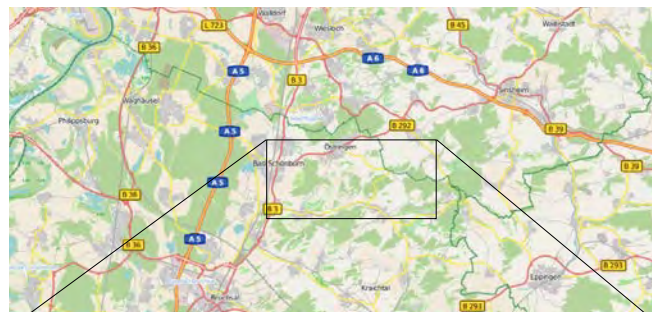 Walldorf
L 723
Wiesloch
B 45
Waibstadt
B 36
A 6
A 5
A 6
B 3
Sinsheim
Waghäusel
Philippsburg
A 5
B 292
B 39
Östringen
Bad Schönborn
B 39
A 5
B 36
B 3
A 5
B 36
B 293
Eppingen
Kraichtal
Bruchsal
B 293